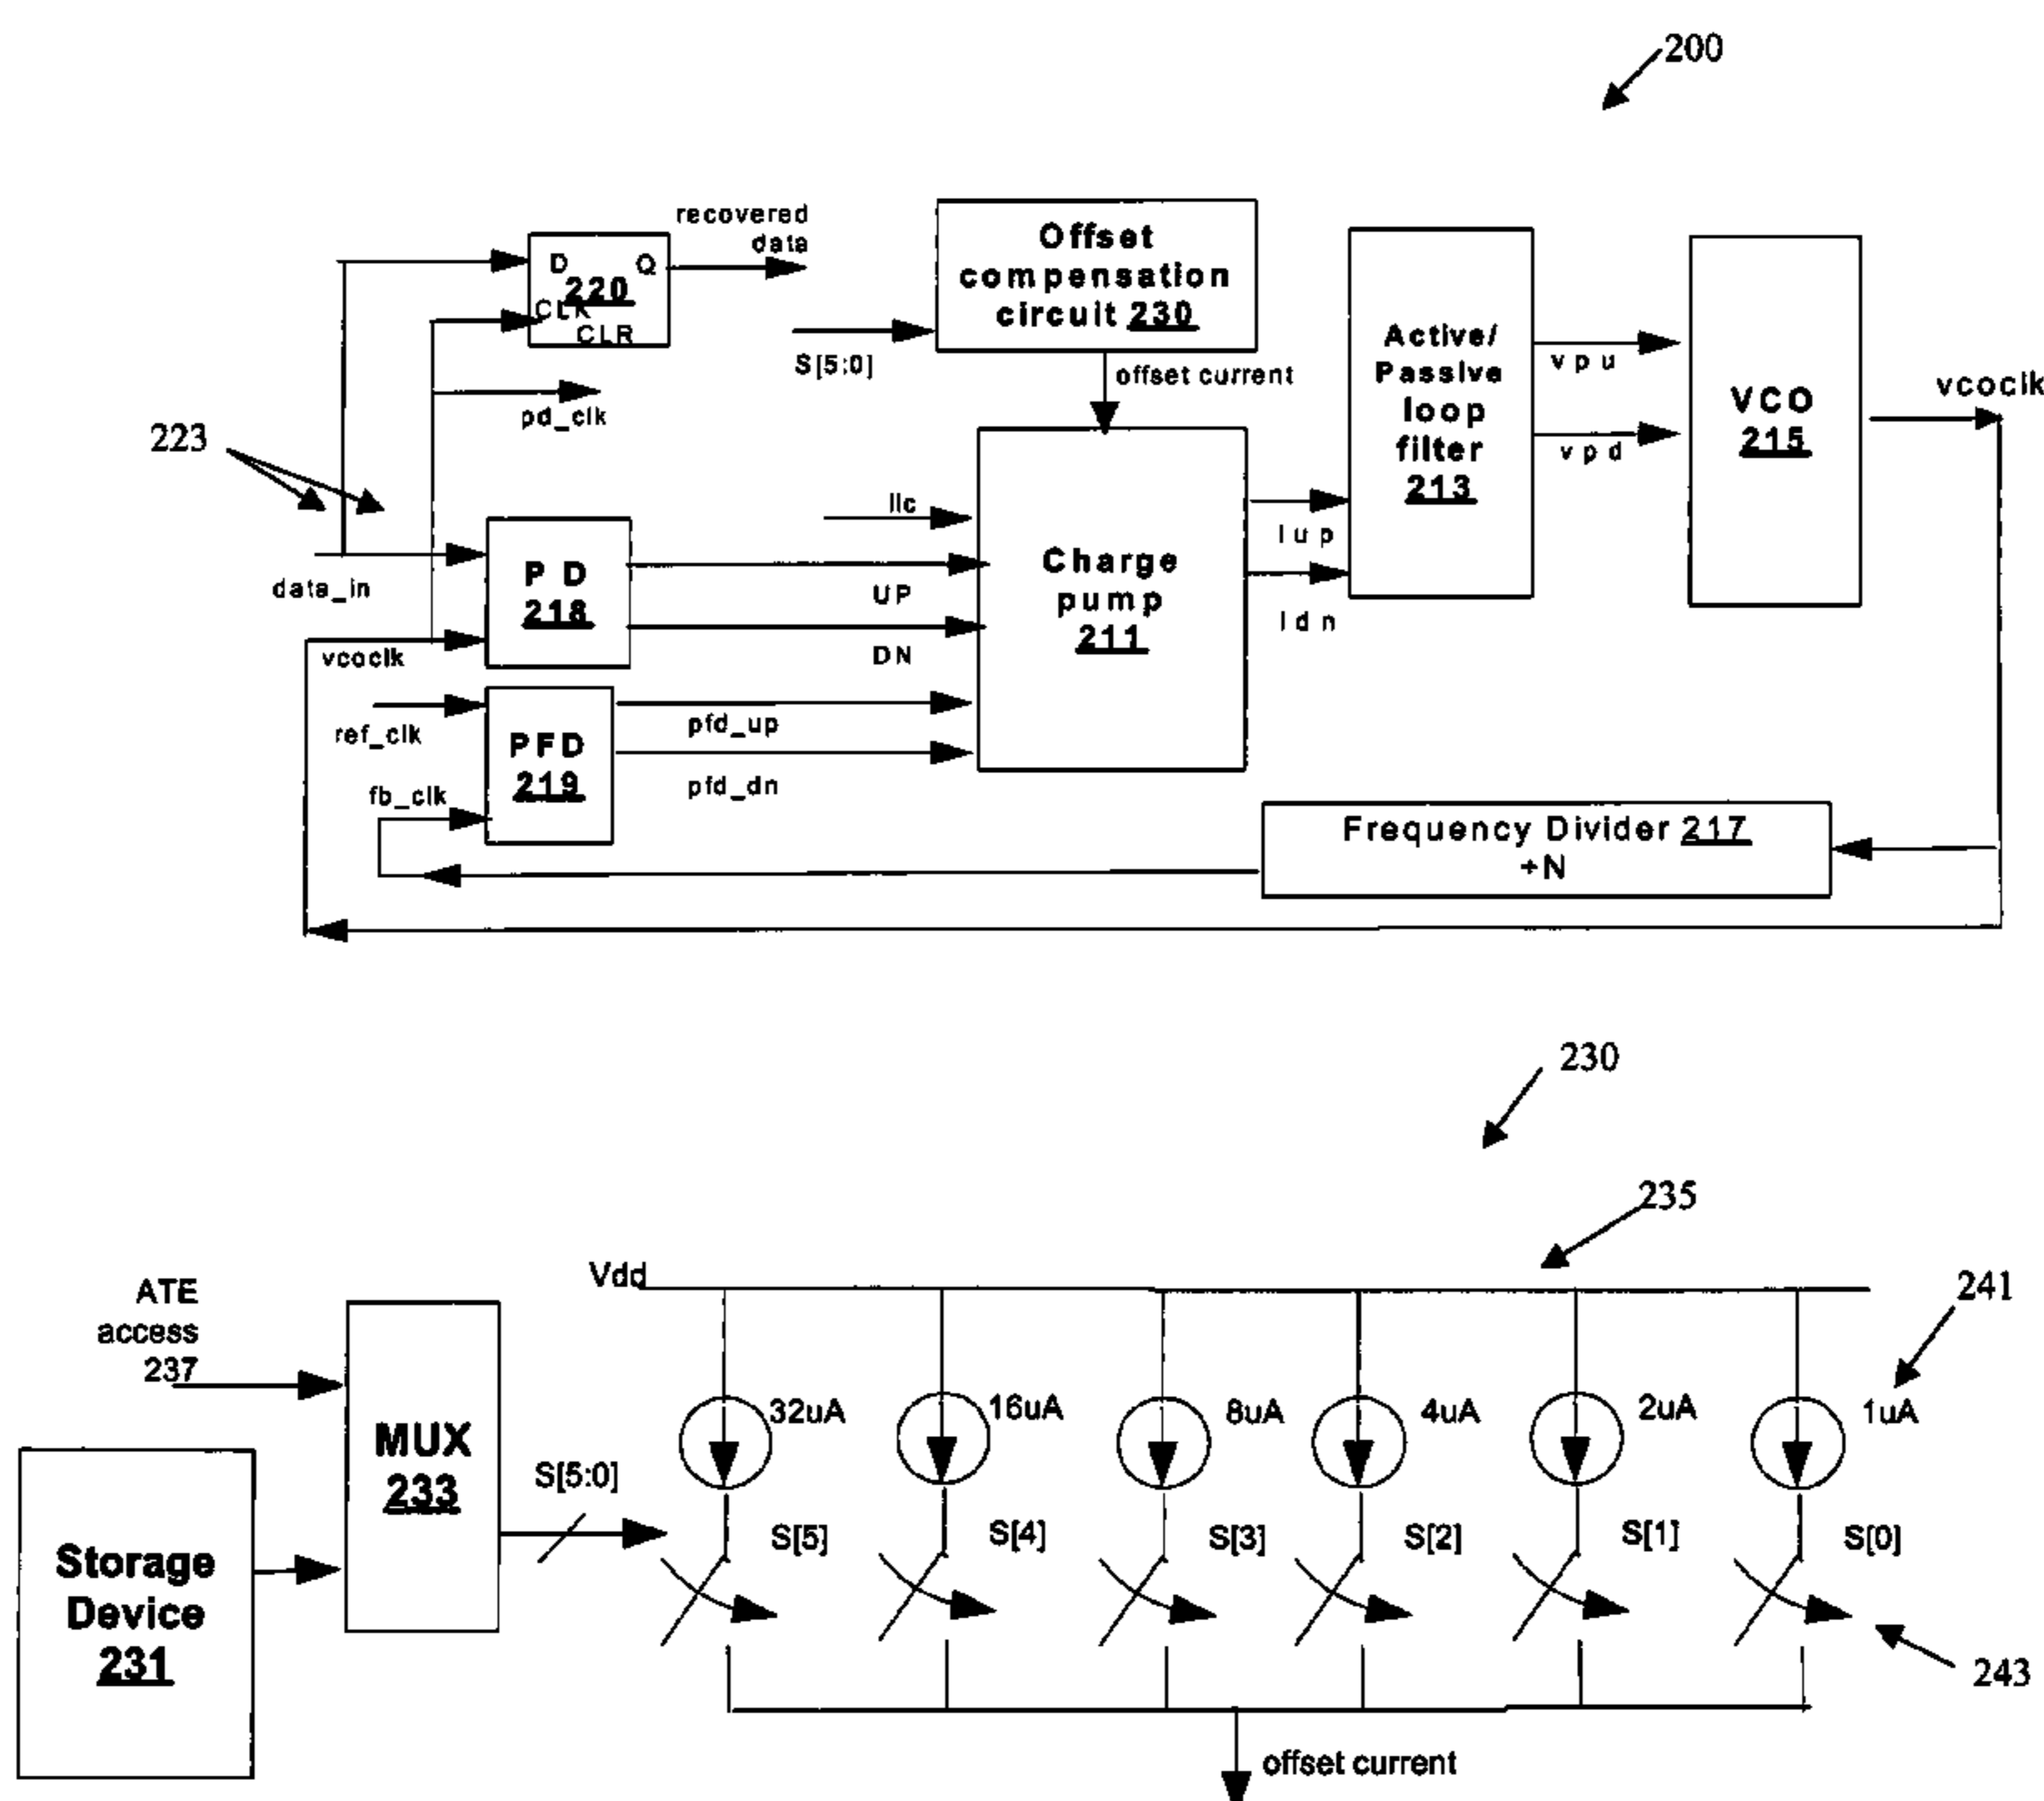 200
recovered
data
D Q
220
CLK
CLR
Offset
compensation
circuit 230
S[5:0]
offset current
pd_clk
223
Active/
Passive
loop
filter
213
vpu
vpd
VCO
215
vcoclk
data_in
vcoclk
PD
218
llc
UP
DN
Charge
pump
211
Iup
Idn
ref_clk
fb_clk
PFD
219
pfd_up
pfd_dn
Frequency Divider 217
÷N
230
235
Vdd
241
ATE
access
237
MUX
233
Storage
Device
231
S[5:0]
32uA
16uA
8uA
4uA
2uA
1uA
S[5]
S[4]
S[3]
S[2]
S[1]
S[0]
243
offset current